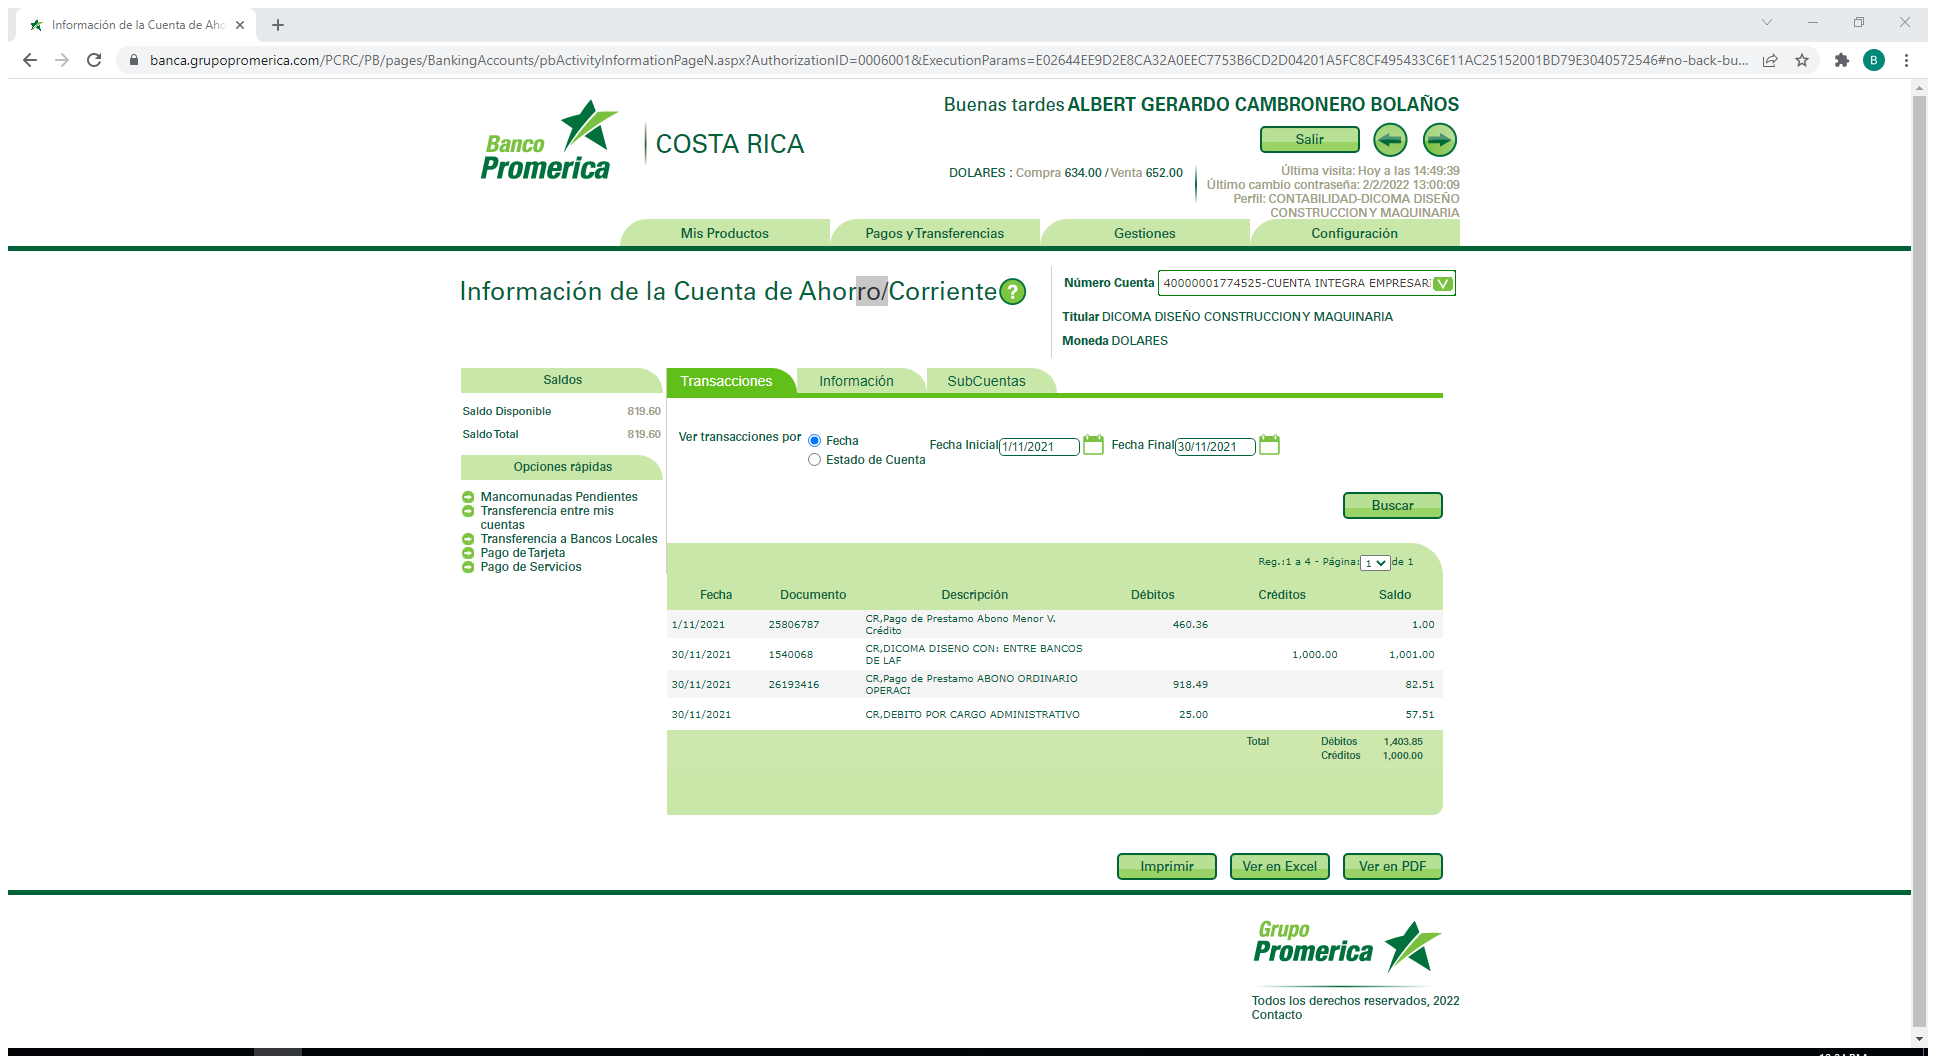 Información de la Cuenta de Aho
banca.grupopromerica.com/PCRC/PB/pages/BankingAccounts/pbActivityInformationPageN.aspx?AuthorizationID=0006001&ExecutionParams=E02644EE9D2E8CA32A0EEC7753B6CD2D04201A5FC8CF495433C6E11AC25152001BD79E3040572546#no-back-bu...
B
Banco
Promerica
COSTA RICA
Buenas tardes ALBERT GERARDO CAMBRONERO BOLAÑOS
Salir
DOLARES : Compra 634.00 / Venta 652.00
Última visita: Hoy a las 14:49:39
Último cambio contraseña: 2/2/2022 13:00:09
Perfil: CONTABILIDAD-DICOMA DISEÑO
CONSTRUCCION Y MAQUINARIA
Mis Productos
Pagos y Transferencias
Gestiones
Configuración
Información de la Cuenta de Ahorro/Corriente
?
Número Cuenta 40000001774525-CUENTA INTEGRA EMPRESARI
Titular DICOMA DISEÑO CONSTRUCCION Y MAQUINARIA
Moneda DOLARES
Saldos
Saldo Disponible 819.60
Saldo Total 819.60
Opciones rápidas
Mancomunadas Pendientes
Transferencia entre mis
cuentas
Transferencia a Bancos Locales
Pago de Tarjeta
Pago de Servicios
Transacciones
Información
SubCuentas
Ver transacciones por
Fecha
Estado de Cuenta
Fecha Inicial 1/11/2021
Fecha Final 30/11/2021
Buscar
Reg.:1 a 4 - Página: 1 de 1
Fecha Documento Descripción Débitos Créditos Saldo
1/11/2021 25806787 CR,Pago de Prestamo Abono Menor V. 460.36 1.00
Crédito
30/11/2021 1540068 CR,DICOMA DISENO CON: ENTRE BANCOS 1,000.00 1,001.00
DE LAF
30/11/2021 26193416 CR,Pago de Prestamo ABONO ORDINARIO 918.49 82.51
OPERACI
30/11/2021 CR,DEBITO POR CARGO ADMINISTRATIVO 25.00 57.51
Total Débitos 1,403.85
Créditos 1,000.00
Imprimir
Ver en Excel
Ver en PDF
Grupo
Promerica
Todos los derechos reservados, 2022
Contacto